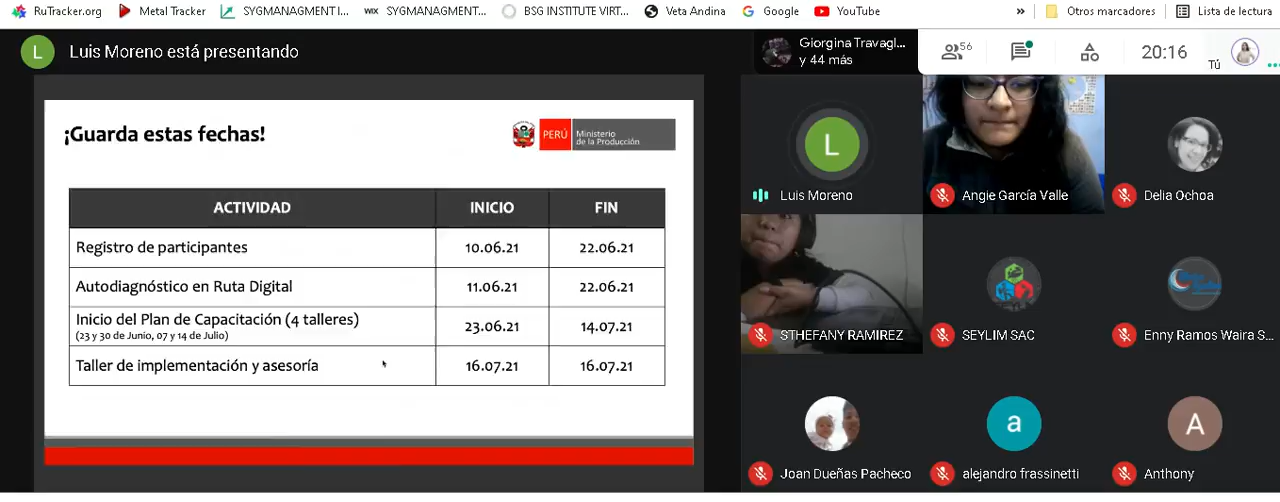 RuTracker.org
Metal Tracker
SYGMANAGMENT I...
WIX
SYGMANAGMENT...
BSG INSTITUTE VIRT...
Veta Andina
Google
YouTube
»
Otros marcadores
Lista de lectura
L
Luis Moreno está presentando
Giorgina Travagl...
y 44 más
56
20:16
Tú
¡Guarda estas fechas!
PERÚ
Ministerio
de la Producción
ACTIVIDAD INICIO FIN
Registro de participantes 10.06.21 22.06.21
Autodiagnóstico en Ruta Digital 11.06.21 22.06.21
Inicio del Plan de Capacitación (4 talleres) 23.06.21 14.07.21
(23 y 30 de Junio, 07 y 14 de Julio)
Taller de implementación y asesoría 16.07.21 16.07.21
L
Luis Moreno
Angie García Valle
Delia Ochoa
STHEFANY RAMIREZ
SEYLIM SAC
Enny Ramos Waira S...
Joan Dueñas Pacheco
a
alejandro frassinetti
A
Anthony